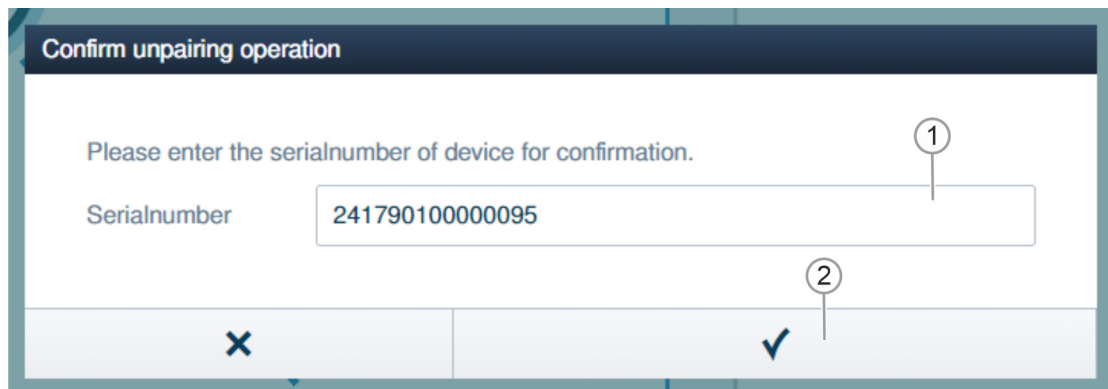 Confirm unpairing operation
1
Please enter the serialnumber of device for confirmation.
Serialnumber 241790100000095
2